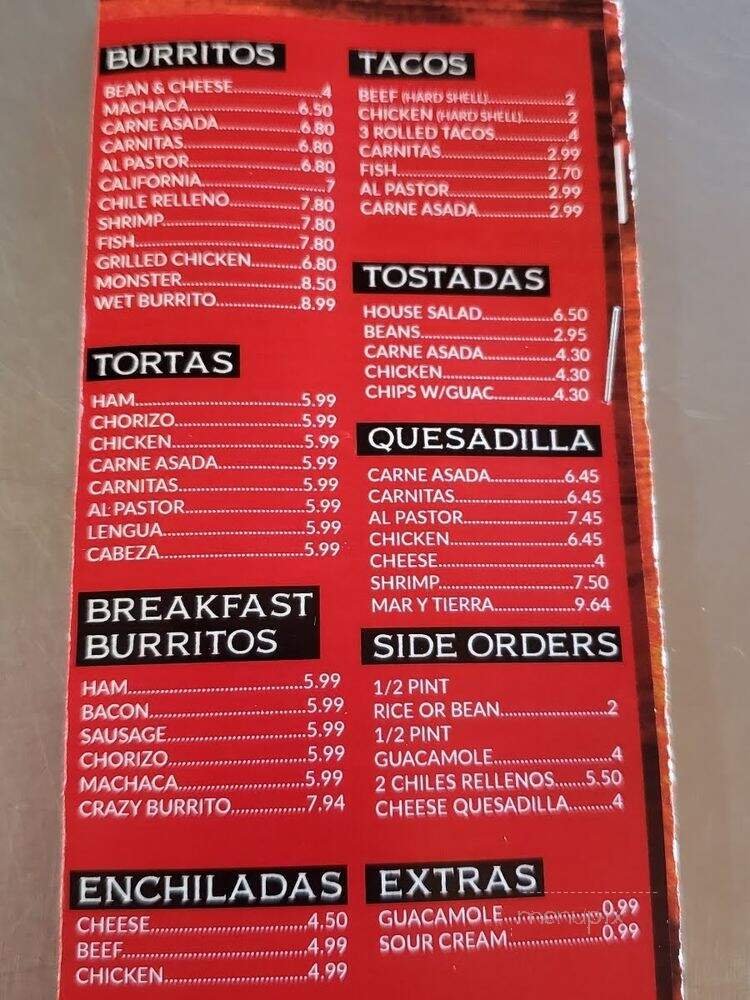 BURRITOS
BEAN & CHEESE....................4
MACHACA..........................6.50
CARNE ASADA....................6.80
CARNITAS..........................6.80
AL PASTOR.........................6.80
CALIFORNIA.........................7
CHILE RELLENO................7.80
SHRIMP..............................7.80
FISH...................................7.80
GRILLED CHICKEN...........6.80
MONSTER..........................8.50
WET BURRITO...................8.99
TORTAS
HAM...................................5.99
CHORIZO...........................5.99
CHICKEN...........................5.99
CARNE ASADA..................5.99
CARNITAS..........................5.99
AL PASTOR........................5.99
LENGUA.............................5.99
CABEZA..............................5.99
BREAKFAST
BURRITOS
HAM...................................5.99
BACON...............................5.99
SAUSAGE............................5.99
CHORIZO...........................5.99
MACHACA..........................5.99
CRAZY BURRITO..............7.94
ENCHILADAS
CHEESE..............................4.50
BEEF...................................4.99
CHICKEN...........................4.99
TACOS
BEEF (HARD SHELL)................2
CHICKEN (HARD SHELL).........2
3 ROLLED TACOS...............4
CARNITAS.......................2.99
FISH................................2.70
AL PASTOR.....................2.99
CARNE ASADA...............2.99
TOSTADAS
HOUSE SALAD...............6.50
BEANS............................2.95
CARNE ASADA...............4.30
CHICKEN........................4.30
CHIPS W/GUAC.............4.30
QUESADILLA
CARNE ASADA...............6.45
CARNITAS.......................6.45
AL PASTOR.....................7.45
CHICKEN........................6.45
CHEESE...............................4
SHRIMP...........................7.50
MAR Y TIERRA................9.64
SIDE ORDERS
1/2 PINT
RICE OR BEAN.....................2
1/2 PINT
GUACAMOLE.......................4
2 CHILES RELLENOS.......5.50
CHEESE QUESADILLA.........4
EXTRAS
GUACAMOLE..................0.99
SOUR CREAM.................0.99
menupix